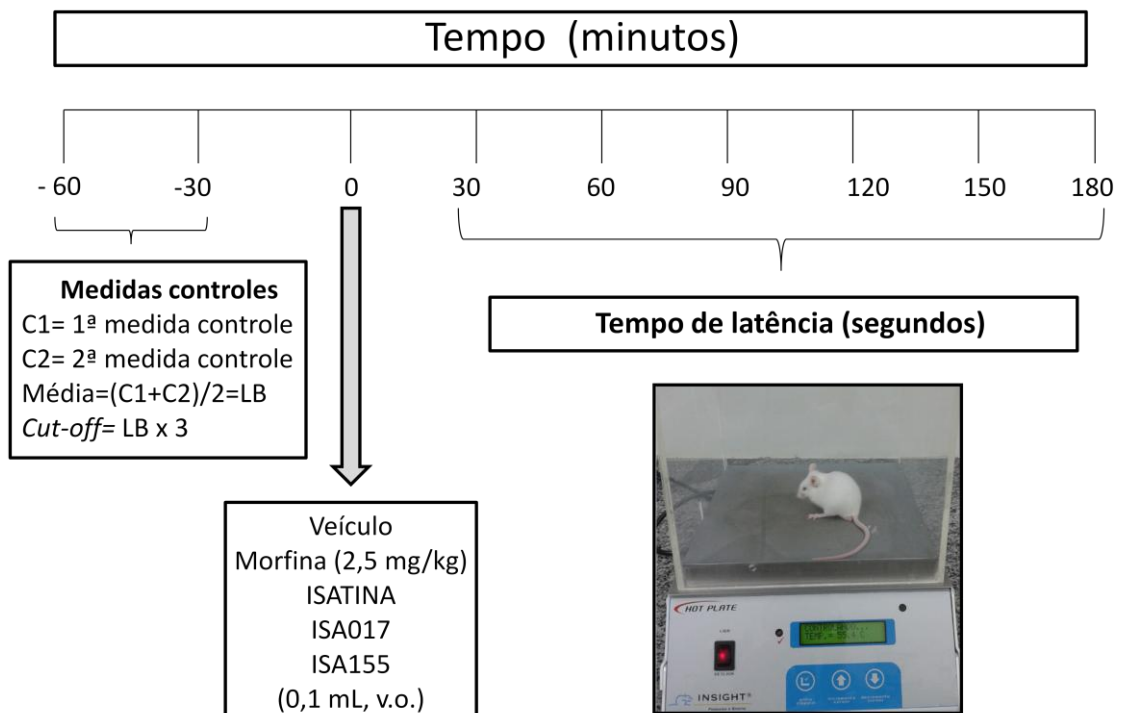 Tempo (minutos)
- 60 -30 0 30 60 90 120 150 180
Medidas controles
C1= 1ª medida controle
C2= 2ª medida controle
Média=(C1+C2)/2=LB
Cut-off= LB x 3
Tempo de latência (segundos)
Veículo
Morfina (2,5 mg/kg)
ISATINA
ISA017
ISA155
(0,1 mL, v.o.)
HOT PLATE
INSIGHT®